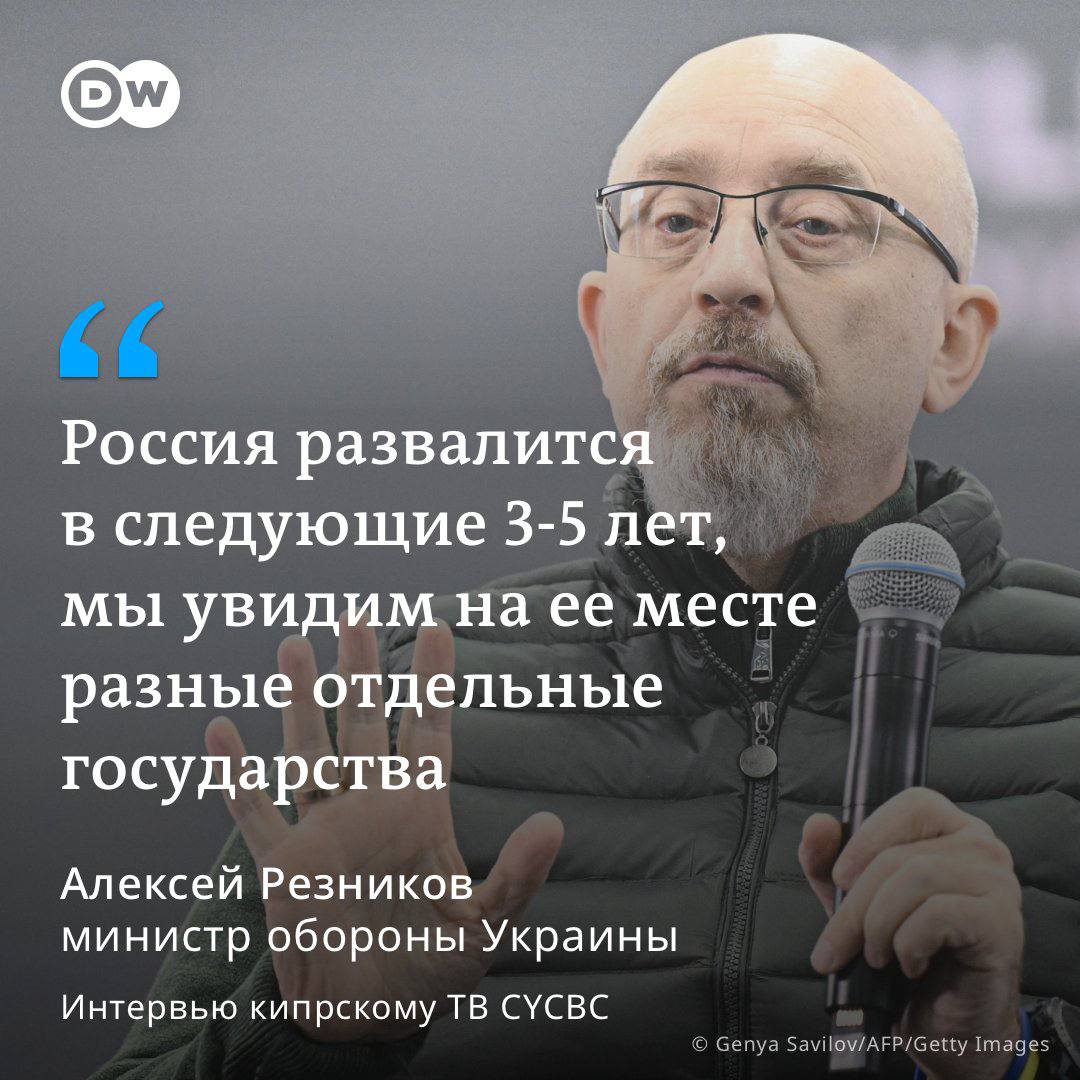 DW
“
Россия развалится
в следующие 3-5 лет,
мы увидим на ее месте
разные отдельные
государства
Алексей Резников
министр обороны Украины
Интервью кипрскому ТВ CYCBC
© Genya Savilov/AFP/Getty Images